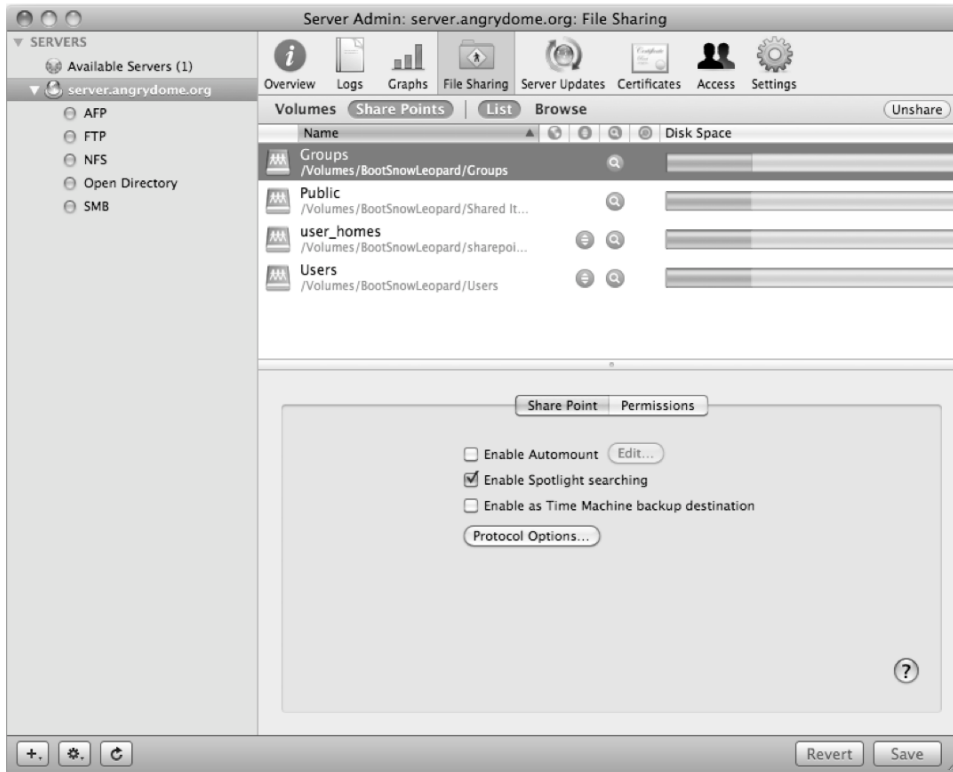 Server Admin: server.angrydome.org: File Sharing
SERVERS
Available Servers (1)
server.angrydome.org
AFP
FTP
NFS
Open Directory
SMB
Overview Logs Graphs File Sharing Server Updates Certificates Access Settings
Volumes Share Points List Browse Unshare
Name Disk Space
Groups
/Volumes/BootSnowLeopard/Groups
Public
/Volumes/BootSnowLeopard/Shared It...
user_homes
/Volumes/BootSnowLeopard/sharepoi...
Users
/Volumes/BootSnowLeopard/Users
Share Point Permissions
Enable Automount Edit...
Enable Spotlight searching
Enable as Time Machine backup destination
Protocol Options...
?
Revert Save